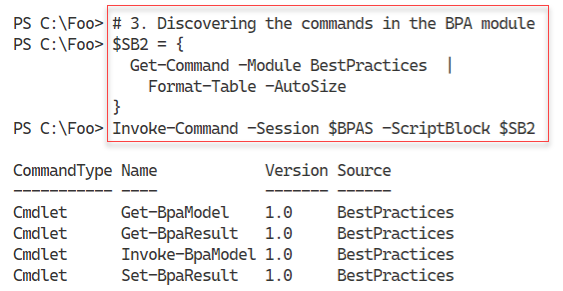 PS C:\Foo> # 3. Discovering the commands in the BPA module
PS C:\Foo> $SB2 = {
  Get-Command -Module BestPractices  |
    Format-Table -AutoSize
}
PS C:\Foo> Invoke-Command -Session $BPAS -ScriptBlock $SB2
CommandType Name             Version Source
----------- ----             ------- ------
Cmdlet      Get-BpaModel     1.0     BestPractices
Cmdlet      Get-BpaResult    1.0     BestPractices
Cmdlet      Invoke-BpaModel  1.0     BestPractices
Cmdlet      Set-BpaResult    1.0     BestPractices